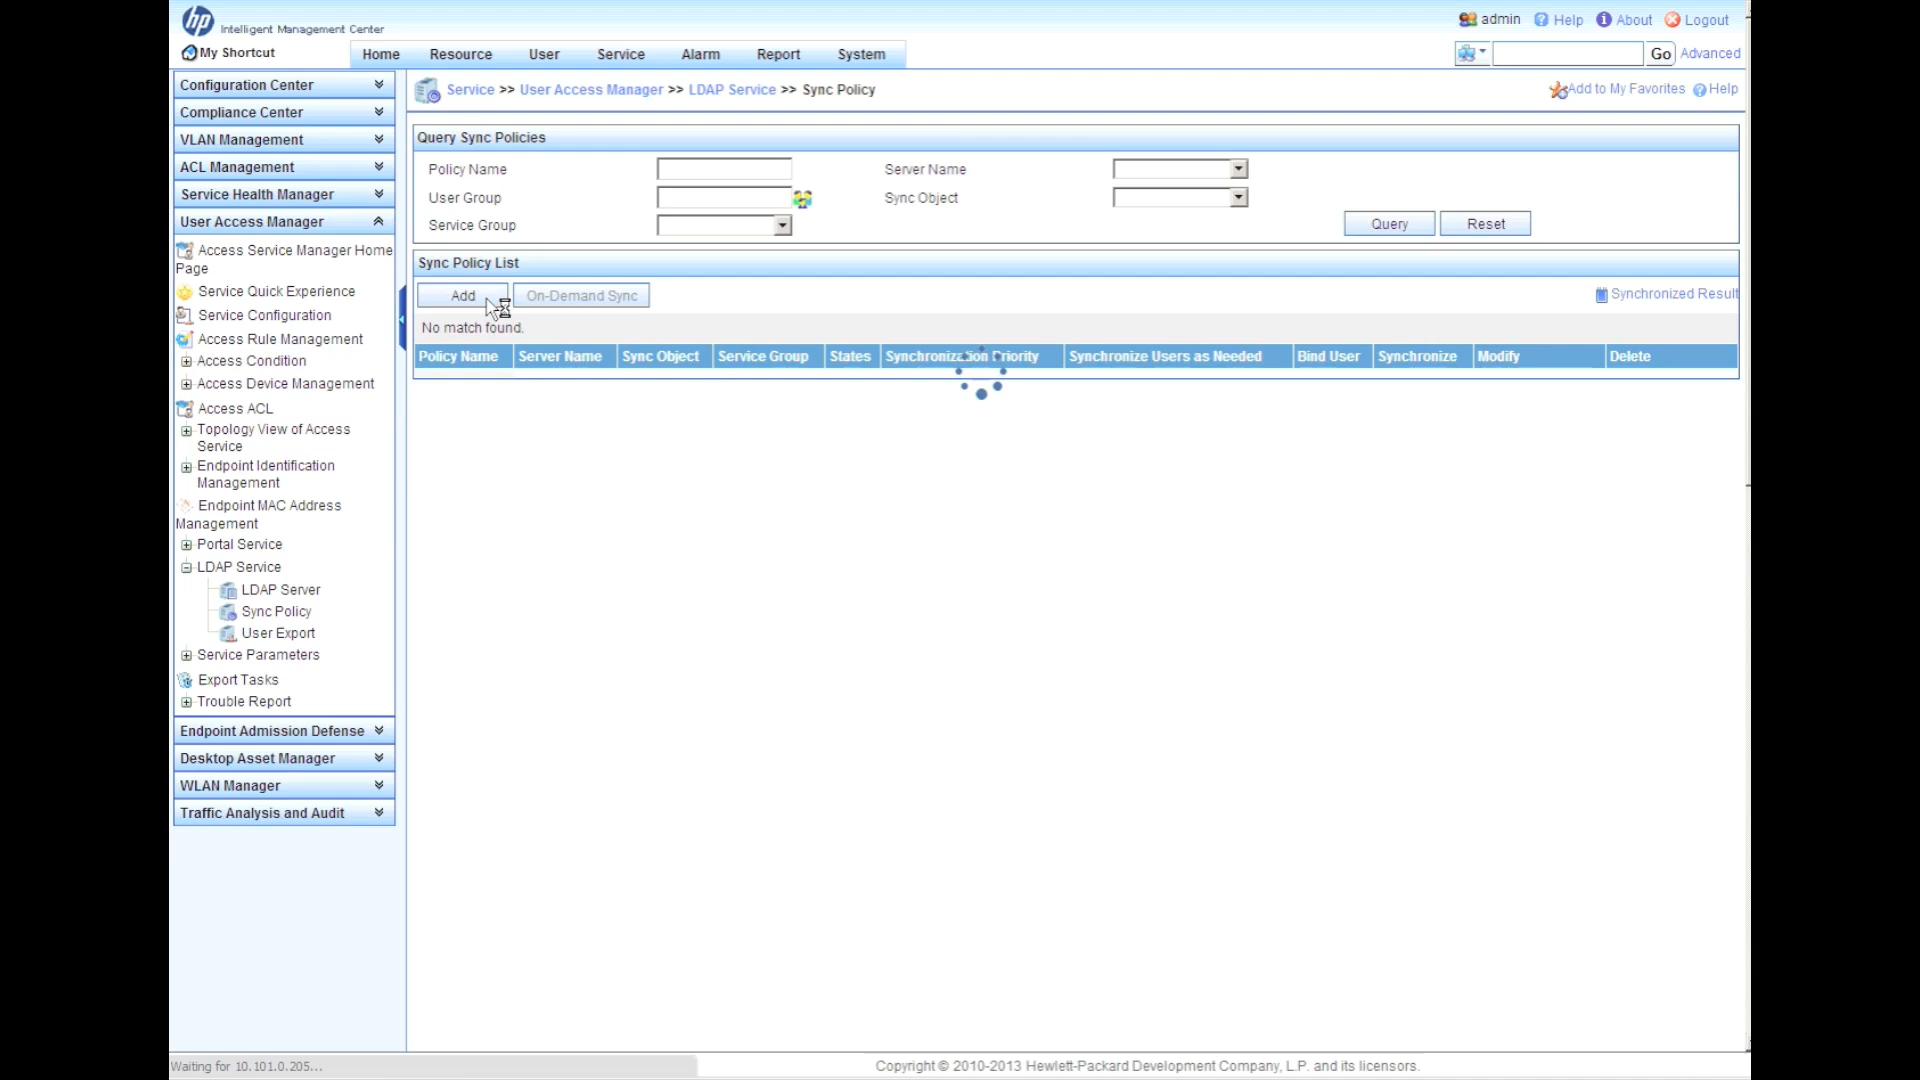 hp Intelligent Management Center
admin Help About Logout
My Shortcut
Home Resource User Service Alarm Report System
Go Advanced
Configuration Center
Compliance Center
VLAN Management
ACL Management
Service Health Manager
User Access Manager
Access Service Manager Home
Page
Service Quick Experience
Service Configuration
Access Rule Management
Access Condition
Access Device Management
Access ACL
Topology View of Access
Service
Endpoint Identification
Management
Endpoint MAC Address
Management
Portal Service
LDAP Service
LDAP Server
Sync Policy
User Export
Service Parameters
Export Tasks
Trouble Report
Endpoint Admission Defense
Desktop Asset Manager
WLAN Manager
Traffic Analysis and Audit
Service >> User Access Manager >> LDAP Service >> Sync Policy
Add to My Favorites Help
Query Sync Policies
Policy Name Server Name
User Group Sync Object
Service Group Query Reset
Sync Policy List
Add On-Demand Sync Synchronized Result
No match found.
Policy Name Server Name Sync Object Service Group States Synchronization Priority Synchronize Users as Needed Bind User Synchronize Modify Delete
Waiting for 10.101.0.205...
Copyright © 2010-2013 Hewlett-Packard Development Company, L.P. and its licensors.